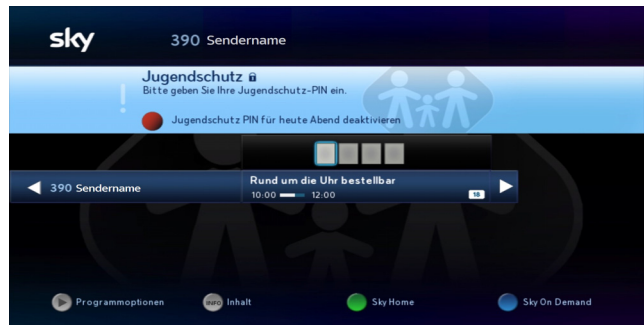 sky
390 Sendername
Jugendschutz
Bitte geben Sie Ihre Jugendschutz-PIN ein.
Jugendschutz PIN für heute Abend deaktivieren
390 Sendername
Rund um die Uhr bestellbar
10:00 12:00
18
Programmoptionen
INFO Inhalt
Sky Home
Sky On Demand